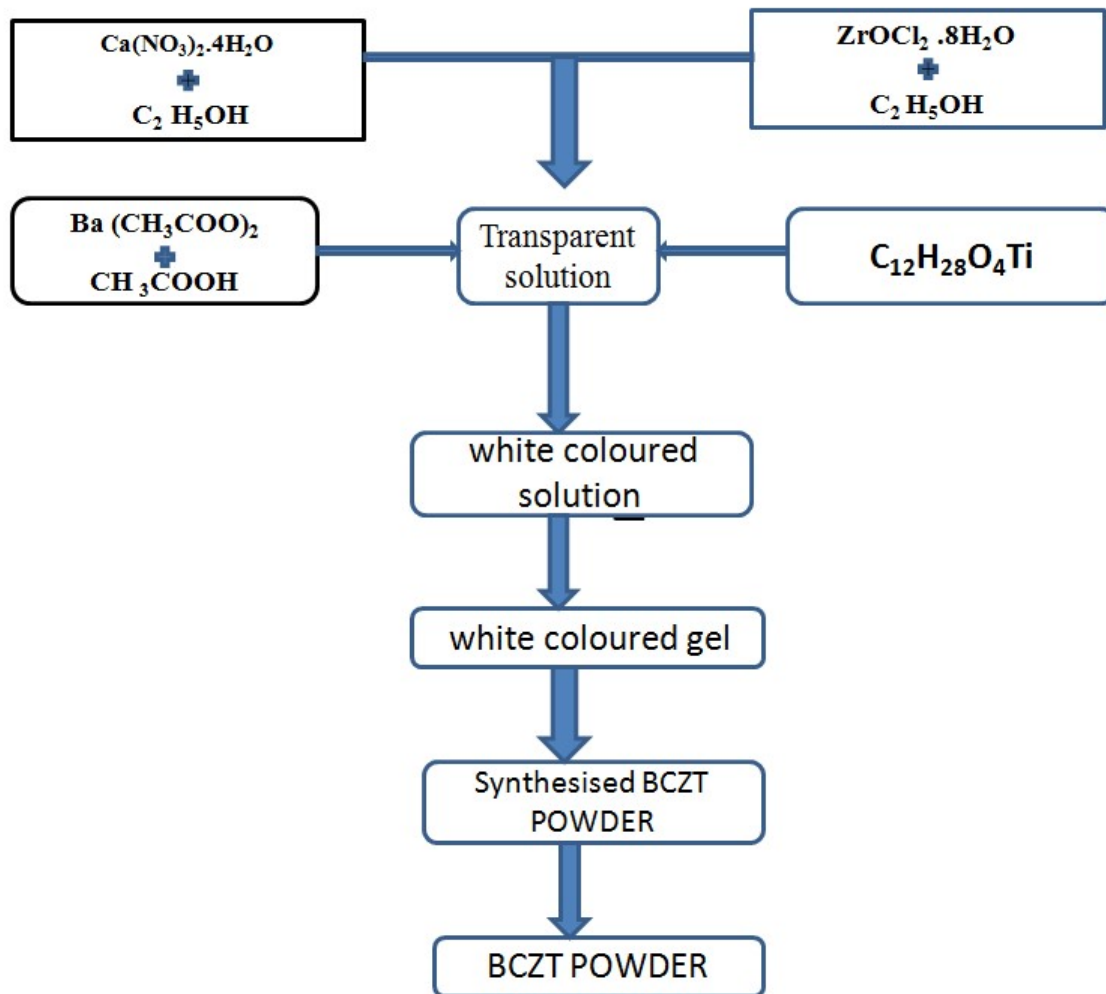 Ca(NO₃)₂.4H₂O
+
C₂ H₅OH
ZrOCl₂ .8H₂O
+
C₂ H₅OH
Ba (CH₃COO)₂
+
CH ₃COOH
Transparent
solution
C₁₂H₂₈O₄Ti
white coloured
solution
white coloured gel
Synthesised BCZT
POWDER
BCZT POWDER